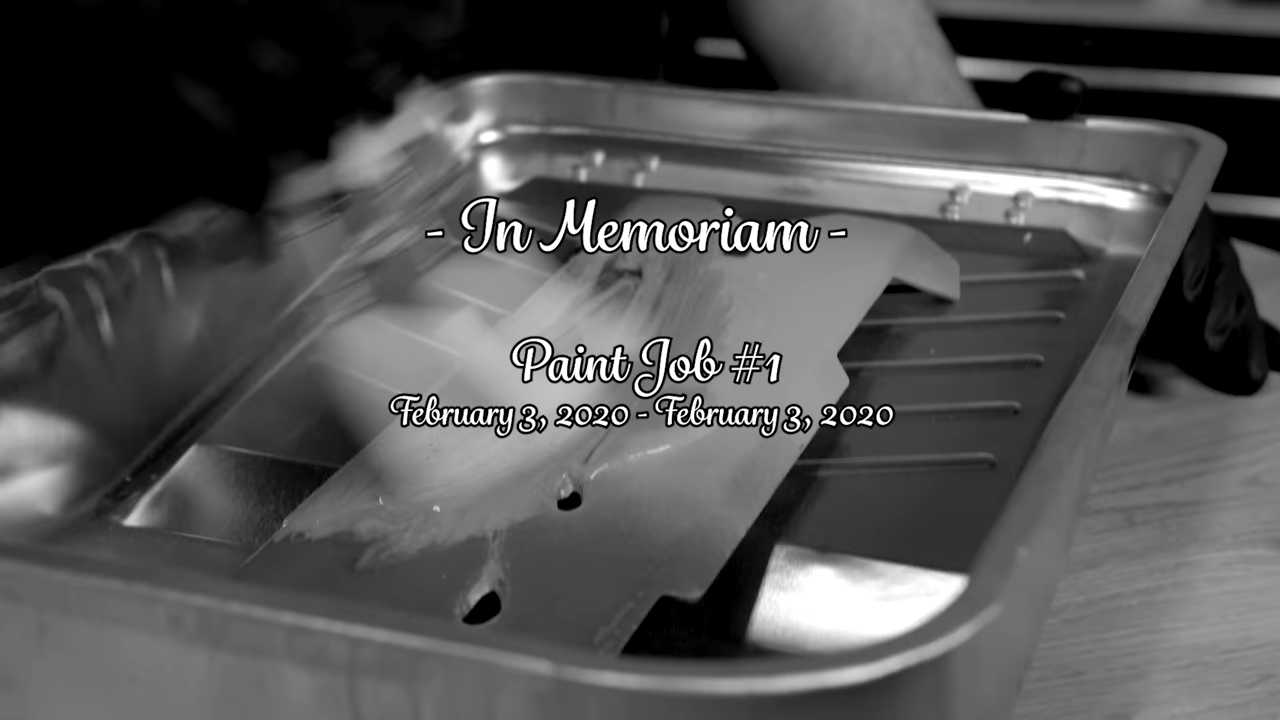 - In Memoriam -
Paint Job #1
February 3, 2020 - February 3, 2020